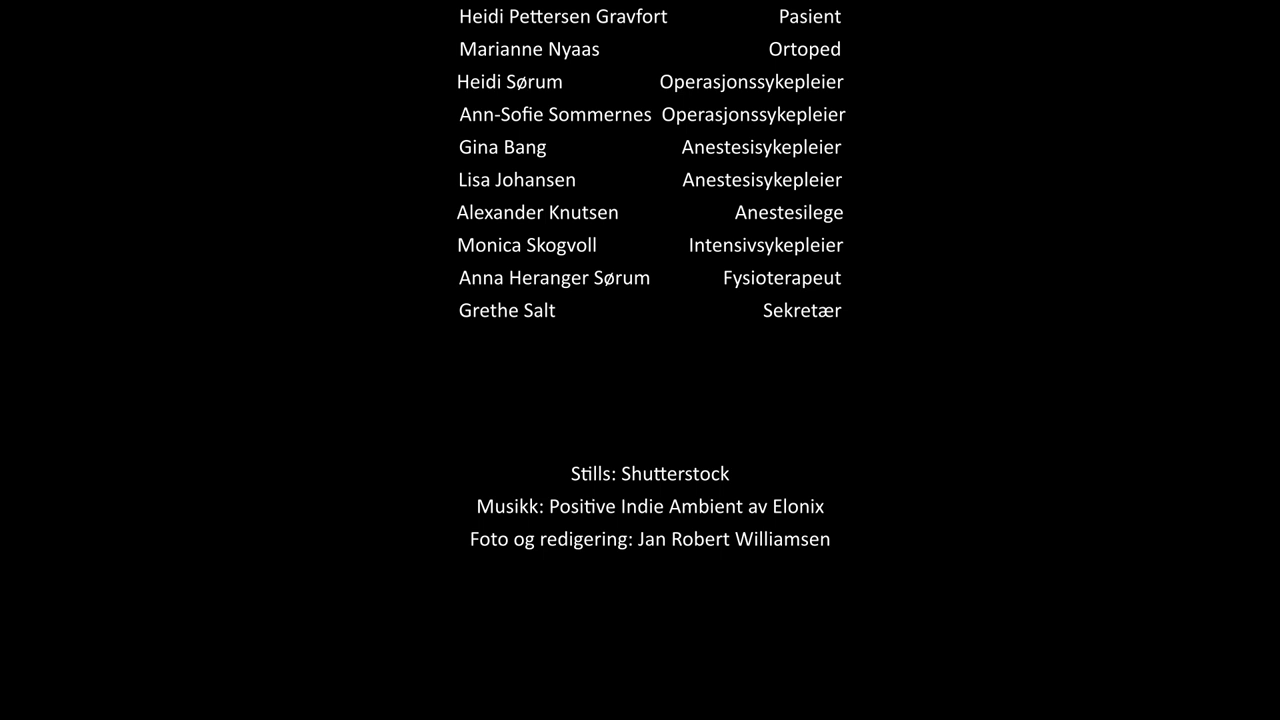 Heidi Pettersen Gravfort Pasient
Marianne Nyaas Ortoped
Heidi Sørum Operasjonssykepleier
Ann-Sofie Sommernes Operasjonssykepleier
Gina Bang Anestesisykepleier
Lisa Johansen Anestesisykepleier
Alexander Knutsen Anestesilege
Monica Skogvoll Intensivsykepleier
Anna Heranger Sørum Fysioterapeut
Grethe Salt Sekretær
Stills: Shutterstock
Musikk: Positive Indie Ambient av Elonix
Foto og redigering: Jan Robert Williamsen